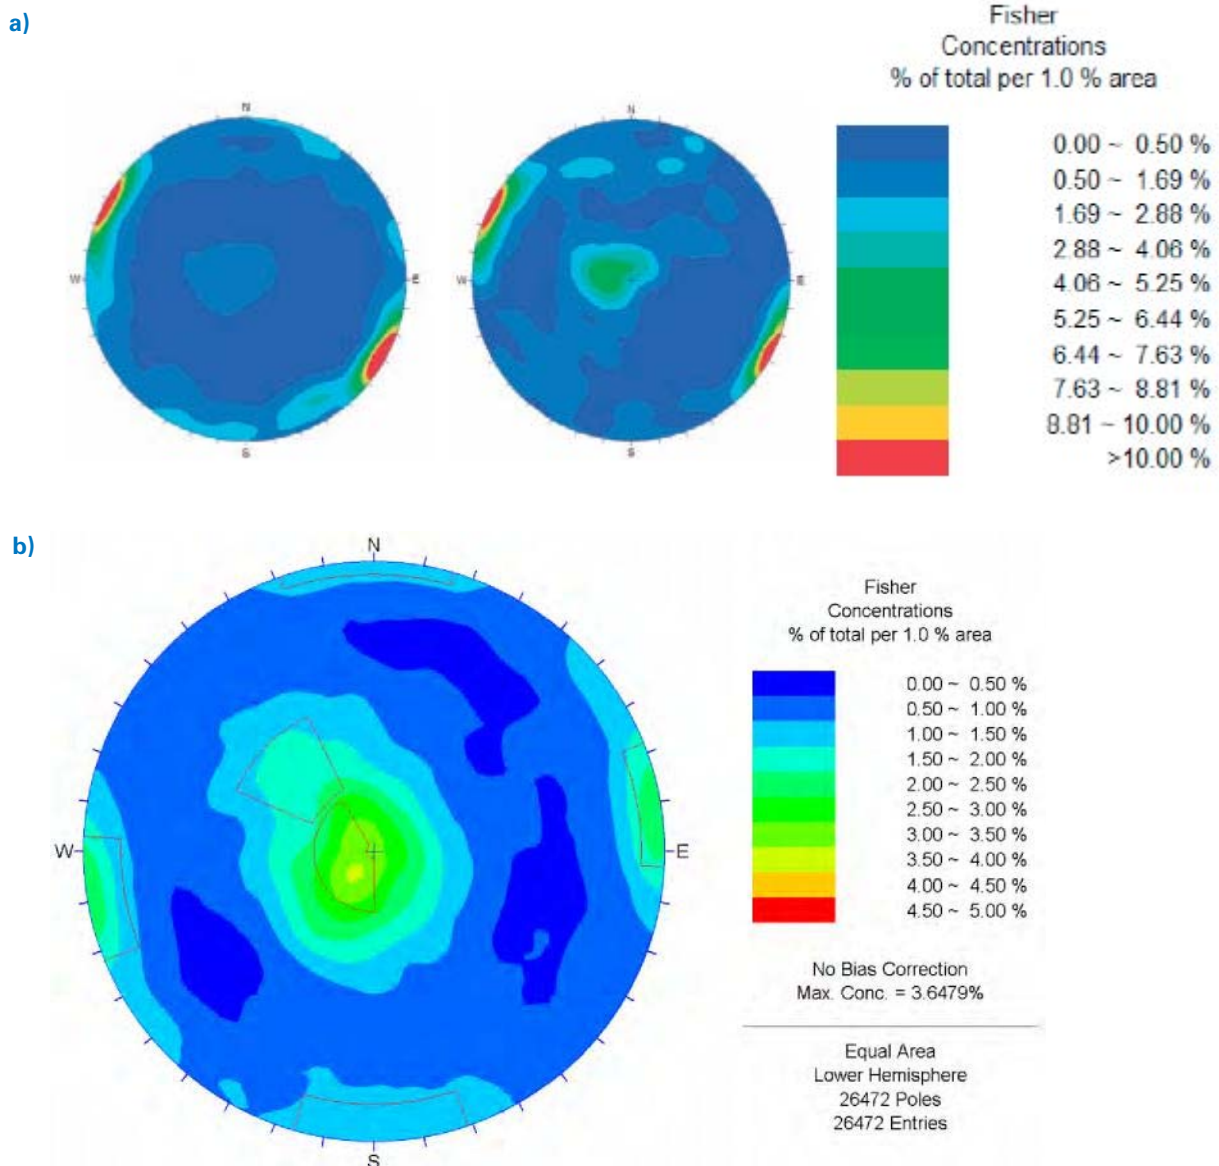 a)
Fisher
Concentrations
% of total per 1.0 % area
N
W
E
S
N
W
E
S
0.00 ~ 0.50 %
0.50 ~ 1.69 %
1.69 ~ 2.88 %
2.88 ~ 4.06 %
4.06 ~ 5.25 %
5.25 ~ 6.44 %
6.44 ~ 7.63 %
7.63 ~ 8.81 %
8.81 ~ 10.00 %
>10.00 %
b)
N
W
E
S
Fisher
Concentrations
% of total per 1.0 % area
0.00 ~ 0.50 %
0.50 ~ 1.00 %
1.00 ~ 1.50 %
1.50 ~ 2.00 %
2.00 ~ 2.50 %
2.50 ~ 3.00 %
3.00 ~ 3.50 %
3.50 ~ 4.00 %
4.00 ~ 4.50 %
4.50 ~ 5.00 %
No Bias Correction
Max. Conc. = 3.6479%
Equal Area
Lower Hemisphere
26472 Poles
26472 Entries